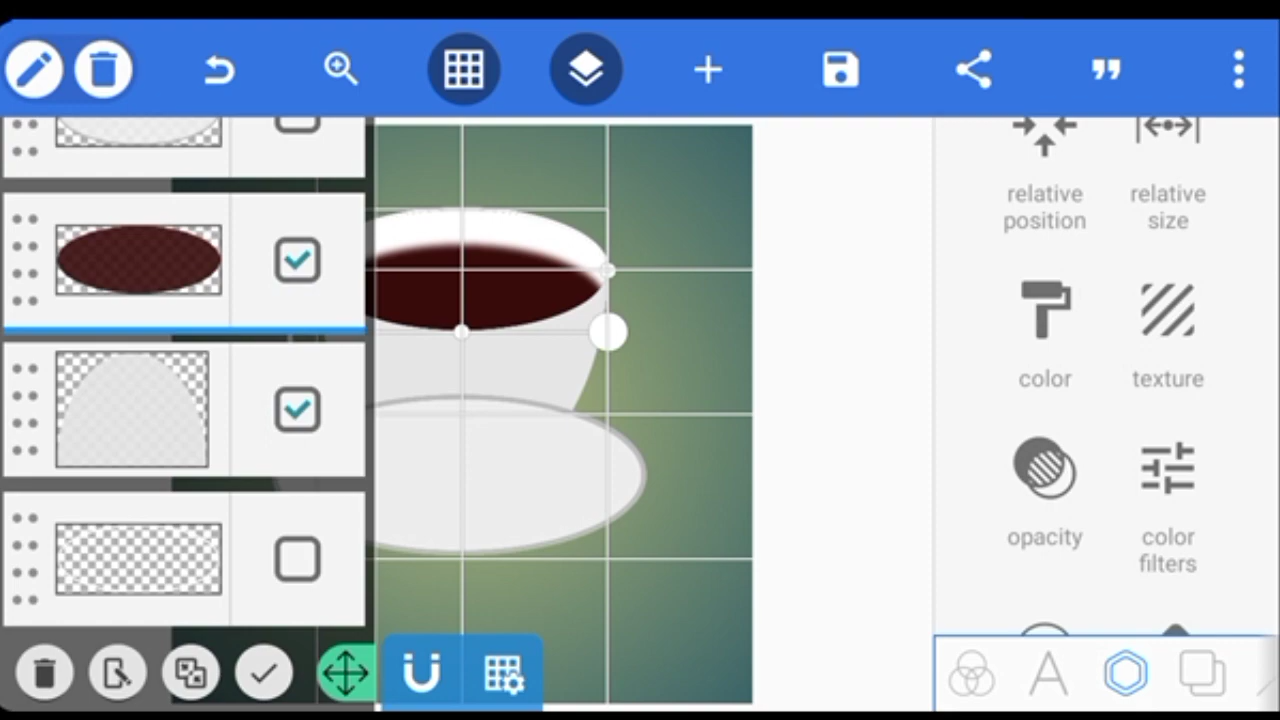 relative
position
relative
size
color
texture
opacity
color
filters